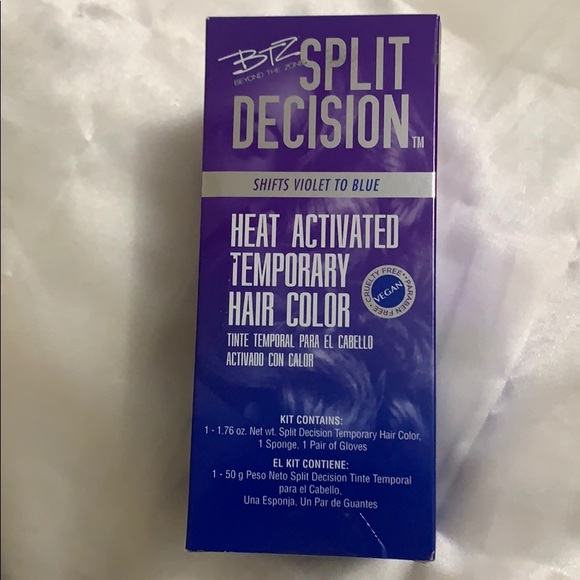 BTZ
BEYOND THE ZONE
SPLIT
DECISION™
SHIFTS VIOLET TO BLUE
HEAT ACTIVATED
TEMPORARY
HAIR COLOR
CRUELTY FREE • PARABEN FREE •
VEGAN
TINTE TEMPORAL PARA EL CABELLO
ACTIVADO CON CALOR
KIT CONTAINS:
1 - 1.76 oz. Net wt. Split Decision Temporary Hair Color,
1 Sponge, 1 Pair of Gloves
EL KIT CONTIENE:
1 - 50 g Peso Neto Split Decision Tinte Temporal
para el Cabello,
Una Esponja, Un Par de Guantes